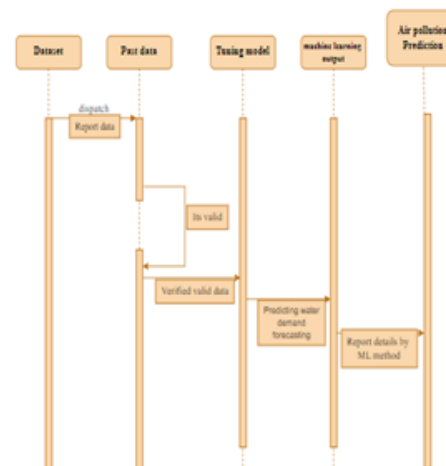 Dataset
Past data
Tuning model
machine learning
output
Air pollution
Prediction
dispatch
Report data
Its valid
Verified valid data
Predicting water
demand
forecasting
Report details by
ML method